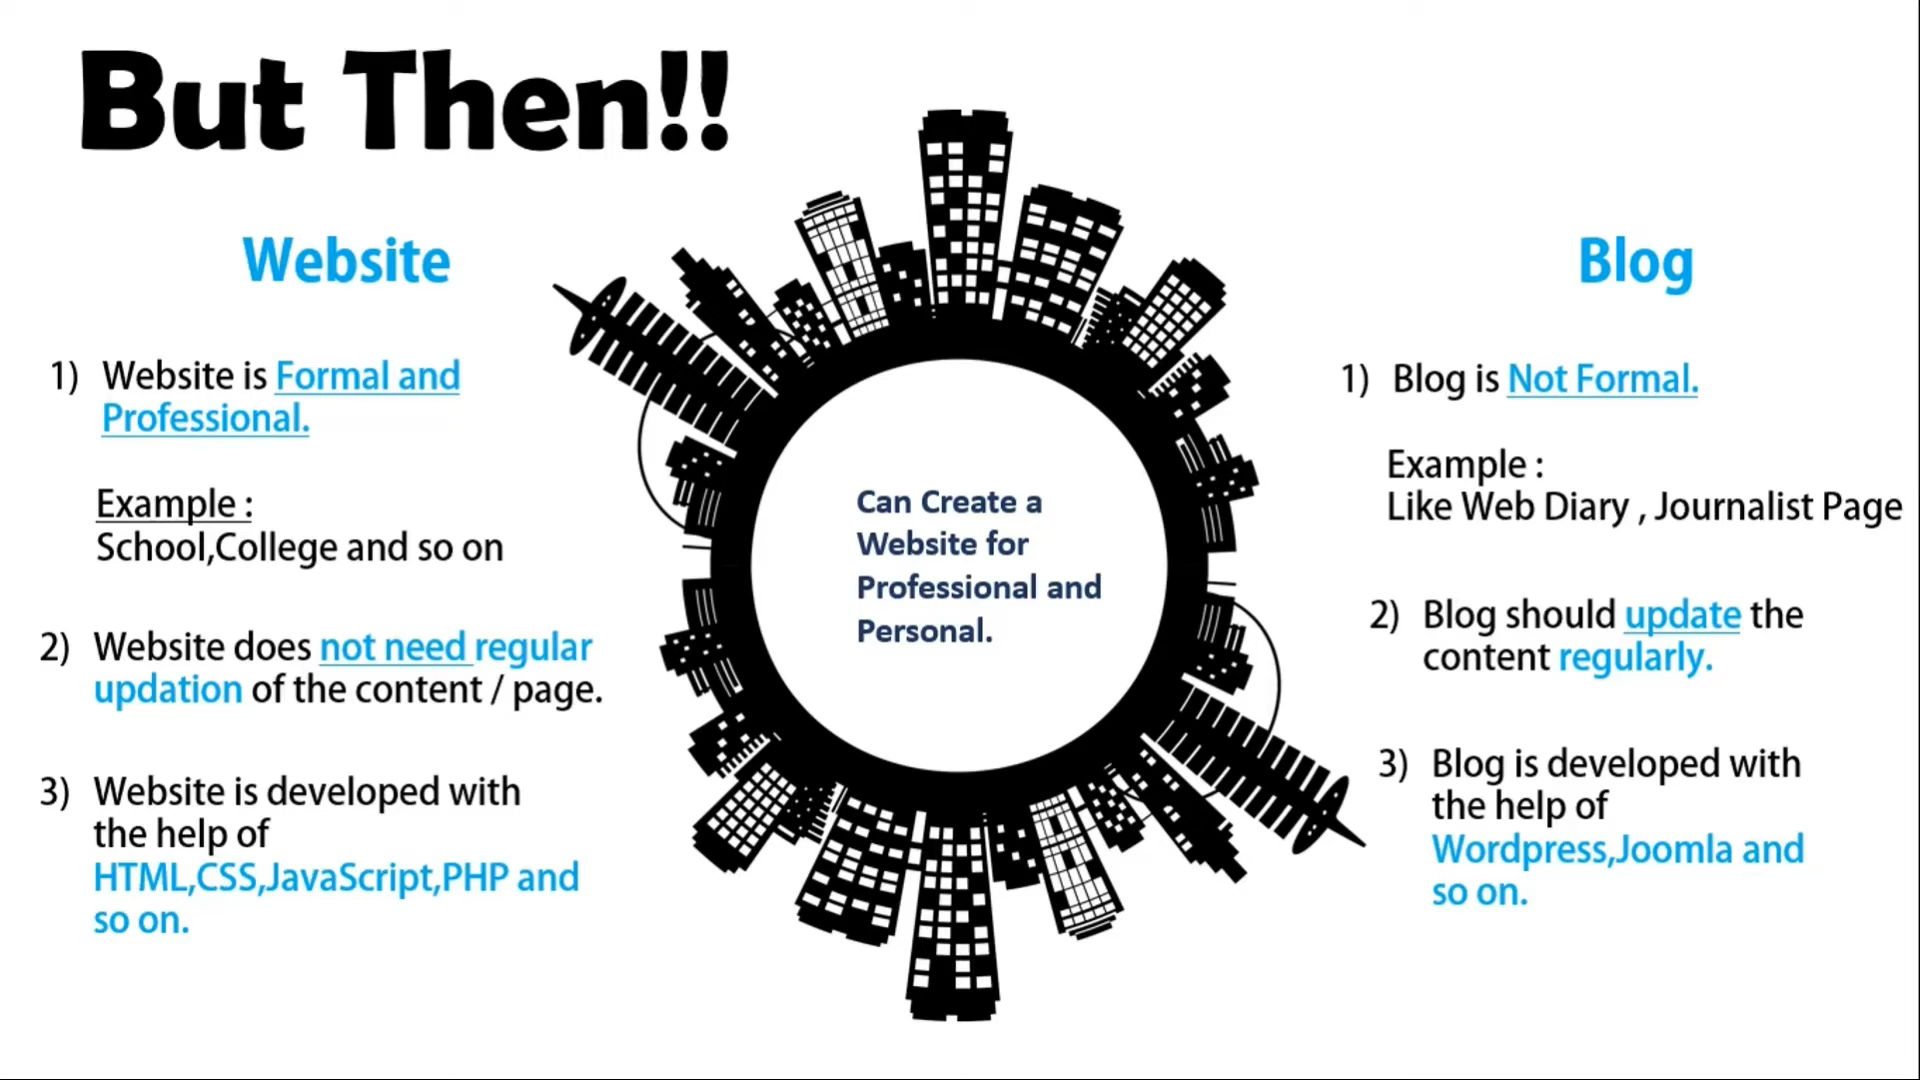 But Then!!
Website
1) Website is Formal and
Professional.
Example :
School,College and so on
2) Website does not need regular
updation of the content / page.
3) Website is developed with
the help of
HTML,CSS,JavaScript,PHP and
so on.
Can Create a
Website for
Professional and
Personal.
Blog
1) Blog is Not Formal.
Example :
Like Web Diary , Journalist Page
2) Blog should update the
content regularly.
3) Blog is developed with
the help of
Wordpress,Joomla and
so on.